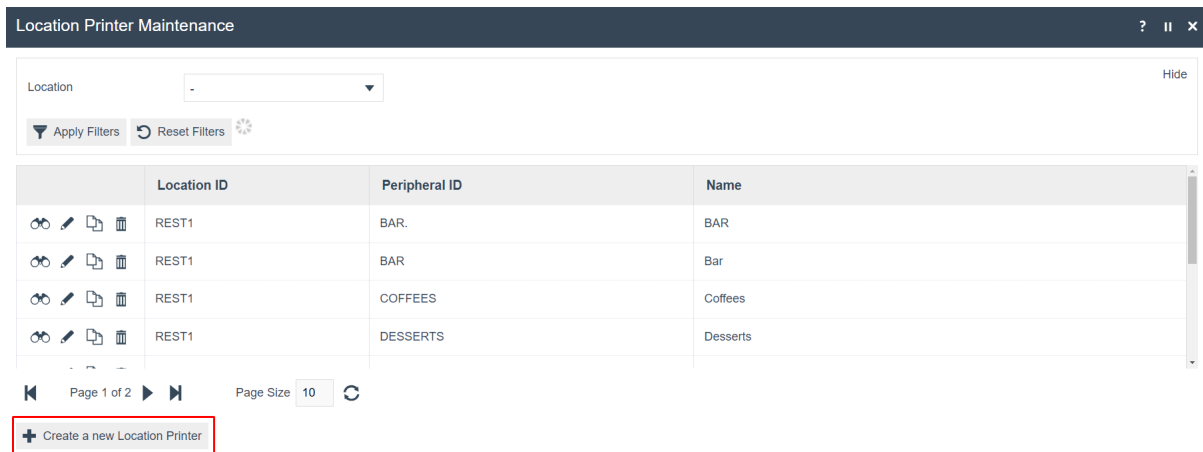 Location Printer Maintenance ?
Hide
Location -
Apply Filters Reset Filters
Location ID Peripheral ID Name
REST1 BAR. BAR
REST1 BAR Bar
REST1 COFFEES Coffees
REST1 DESSERTS Desserts
Page 1 of 2 Page Size 10
Create a new Location Printer